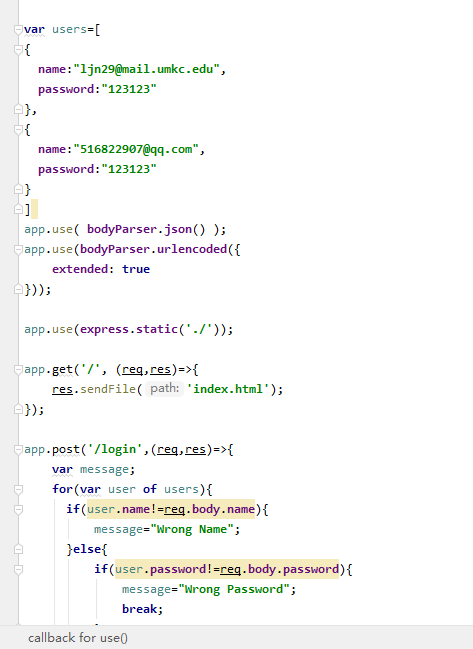 var users=[
{
name:"ljn29@mail.umkc.edu",
password:"123123"
},
{
name:"516822907@qq.com",
password:"123123"
}
]
app.use( bodyParser.json() );
app.use(bodyParser.urlencoded({
extended: true
}));
app.use(express.static('./'));
app.get('/', (req,res)=>{
res.sendFile( path: 'index.html');
});
app.post('/login',(req,res)=>{
var message;
for(var user of users){
if(user.name!=req.body.name){
message="Wrong Name";
}else{
if(user.password!=req.body.password){
message="Wrong Password";
break;
callback for use()